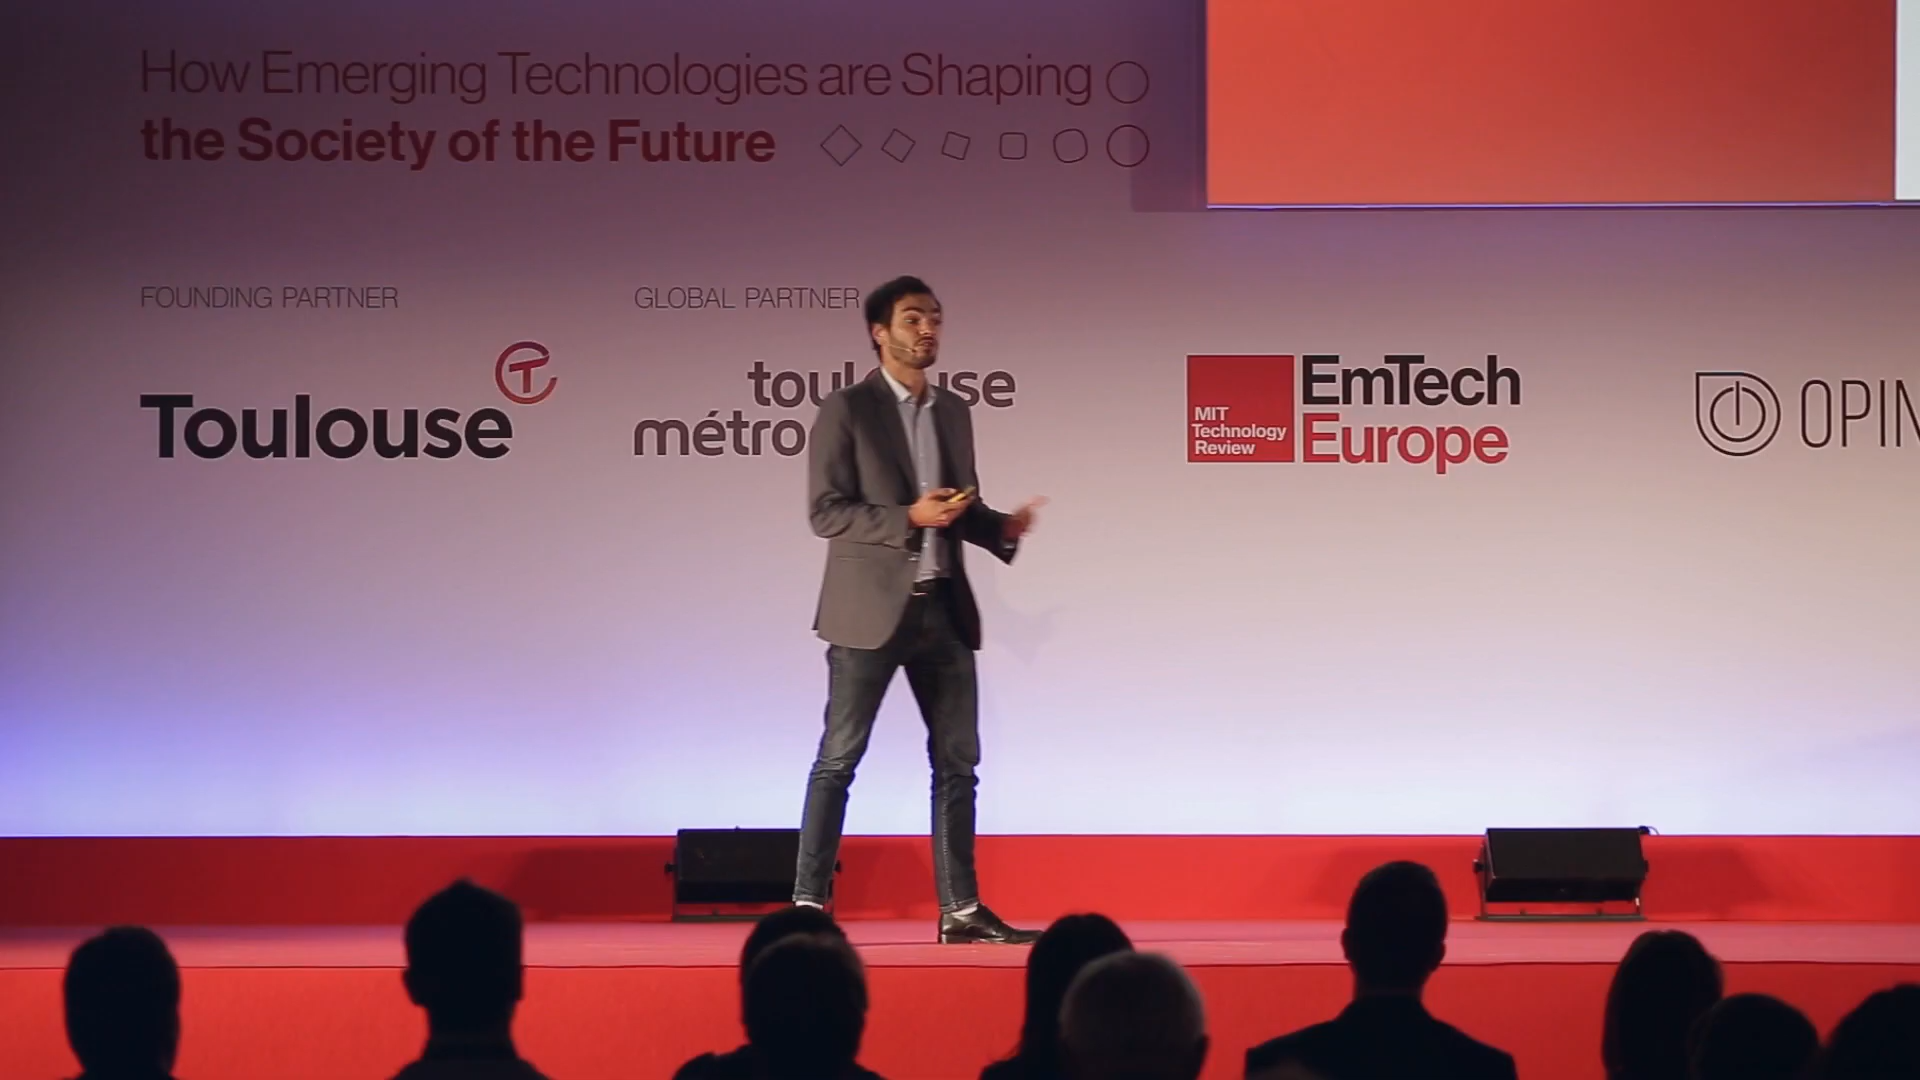 How Emerging Technologies are Shaping
the Society of the Future
FOUNDING PARTNER
GLOBAL PARTNER
Toulouse
MIT
Technology
Review
EmTech
Europe